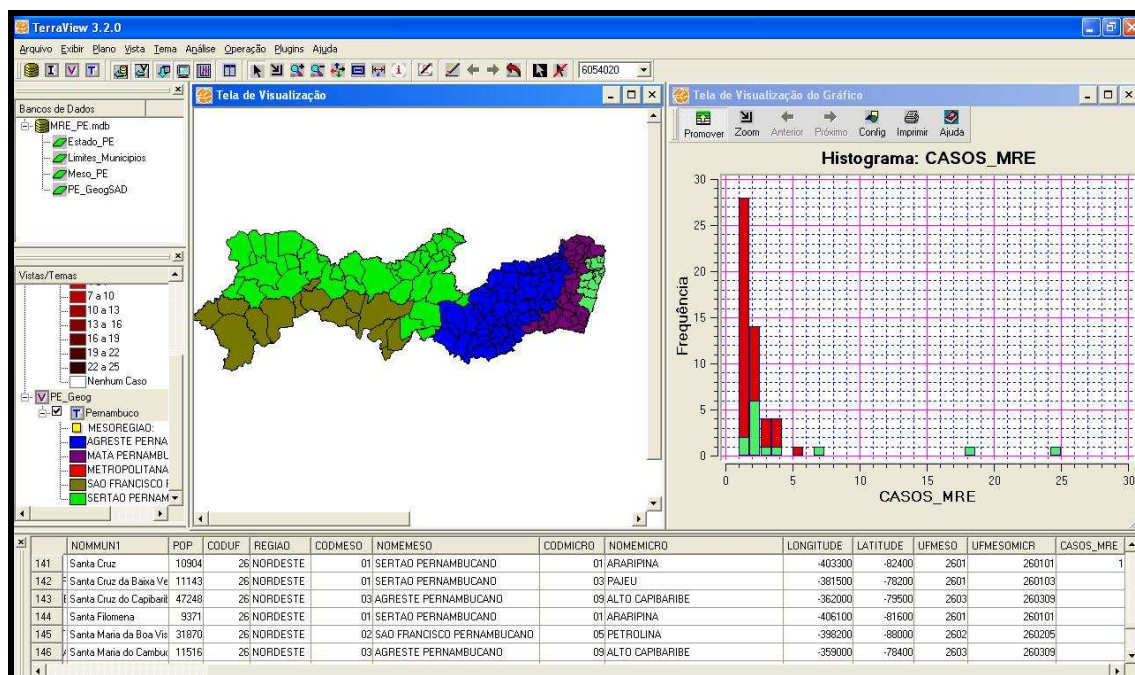 TerraView 3.2.0
Arquivo Exibir Plano Vista Tema Análise Operação Plugins Ajuda
6054020
Bancos de Dados
MRE_PE.mdb
Estado_PE
Limites_Municipios
Meso_PE
PE_GeogSAD
Vistas/Temas
7 a 10
10 a 13
13 a 16
16 a 19
19 a 22
22 a 25
Nenhum Caso
PE_Geog
Pernambuco
MESOREGIAO:
AGRESTE PERNA
MATA PERNAMBU
METROPOLITANA
SAO FRANCISCO F
SERTAO PERNAM
Tela de Visualização
Tela de Visualização do Gráfico
Promover Zoom Anterior Próximo Config Imprimir Ajuda
Histograma: CASOS_MRE
Frequência
30
25
20
15
10
5
0
0 5 10 15 20 25 30
CASOS_MRE
NOMMUN1 POP CODUF REGIAO CODMESO NOMEMESO CODMICRO NOMEMICRO LONGITUDE LATITUDE UFMESO UFMESOMICR CASOS_MRE
141 Santa Cruz 10904 26 NORDESTE 01 SERTAO PERNAMBUCANO 01 ARARIPINA -403300 -82400 2601 260101 1
142 Santa Cruz da Baixa Ve 11143 26 NORDESTE 01 SERTAO PERNAMBUCANO 03 PAJEU -381500 -78200 2601 260103
143 Santa Cruz do Capibarib 47248 26 NORDESTE 03 AGRESTE PERNAMBUCANO 09 ALTO CAPIBARIBE -362000 -79500 2603 260309
144 Santa Filomena 9371 26 NORDESTE 01 SERTAO PERNAMBUCANO 01 ARARIPINA -406100 -81600 2601 260101
145 Santa Maria da Boa Vis 31870 26 NORDESTE 02 SAO FRANCISCO PERNAMBUCANO 05 PETROLINA -398200 -88000 2602 260205
146 Santa Maria do Cambuc 11516 26 NORDESTE 03 AGRESTE PERNAMBUCANO 09 ALTO CAPIBARIBE -359000 -78400 2603 260309